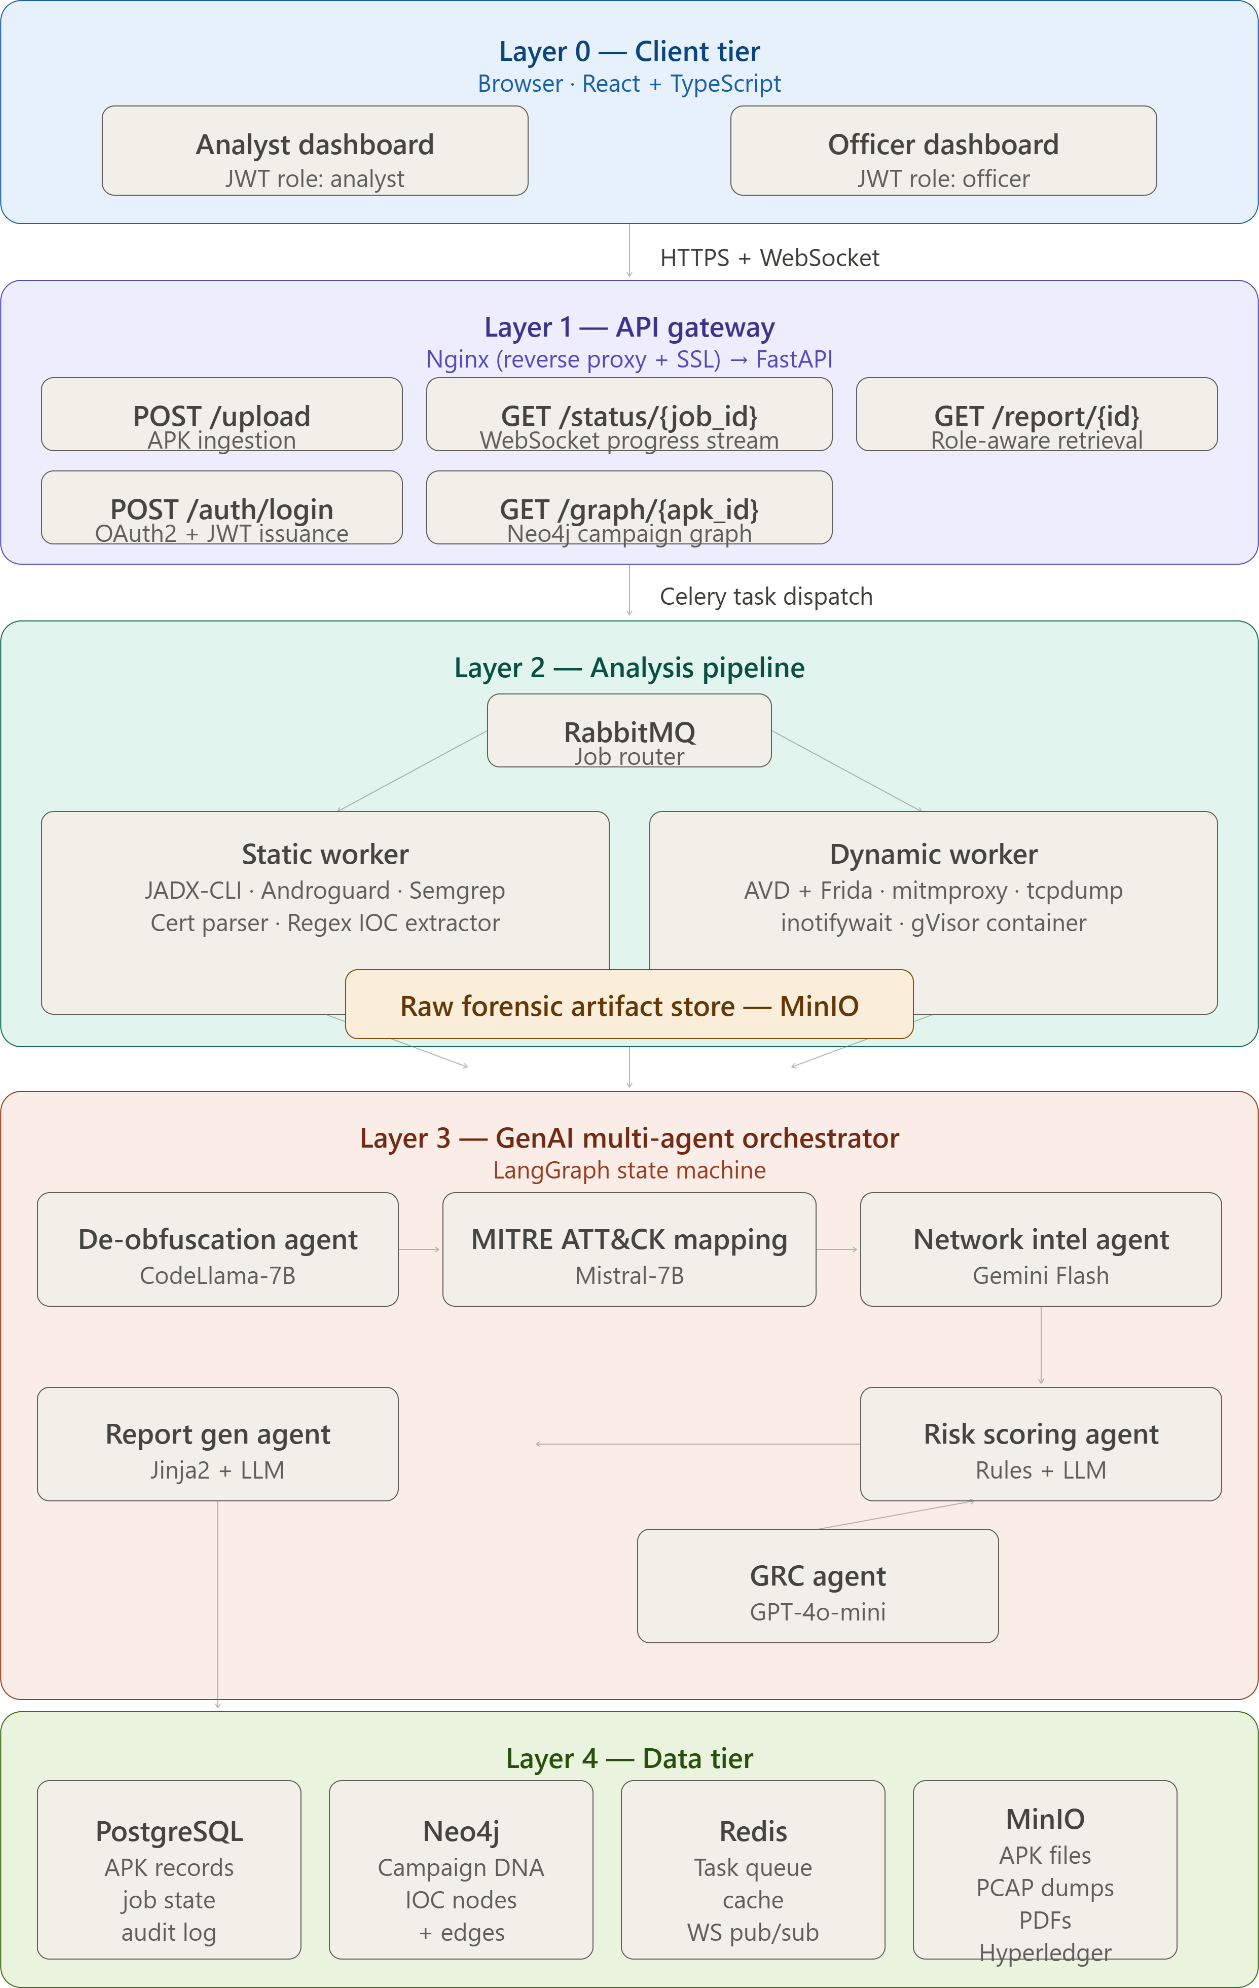 Layer 0 — Client tier
Browser · React + TypeScript
Analyst dashboard
JWT role: analyst
Officer dashboard
JWT role: officer
HTTPS + WebSocket
Layer 1 — API gateway
Nginx (reverse proxy + SSL) → FastAPI
POST /upload
APK ingestion
GET /status/{job_id}
WebSocket progress stream
GET /report/{id}
Role-aware retrieval
POST /auth/login
OAuth2 + JWT issuance
GET /graph/{apk_id}
Neo4j campaign graph
Celery task dispatch
Layer 2 — Analysis pipeline
RabbitMQ
Job router
Static worker
JADX-CLI · Androguard · Semgrep
Cert parser · Regex IOC extractor
Dynamic worker
AVD + Frida · mitmproxy · tcpdump
inotifywait · gVisor container
Raw forensic artifact store — MinIO
Layer 3 — GenAI multi-agent orchestrator
LangGraph state machine
De-obfuscation agent
CodeLlama-7B
MITRE ATT&CK mapping
Mistral-7B
Network intel agent
Gemini Flash
Report gen agent
Jinja2 + LLM
Risk scoring agent
Rules + LLM
GRC agent
GPT-4o-mini
Layer 4 — Data tier
PostgreSQL
APK records
job state
audit log
Neo4j
Campaign DNA
IOC nodes
+ edges
Redis
Task queue
cache
WS pub/sub
MinIO
APK files
PCAP dumps
PDFs
Hyperledger